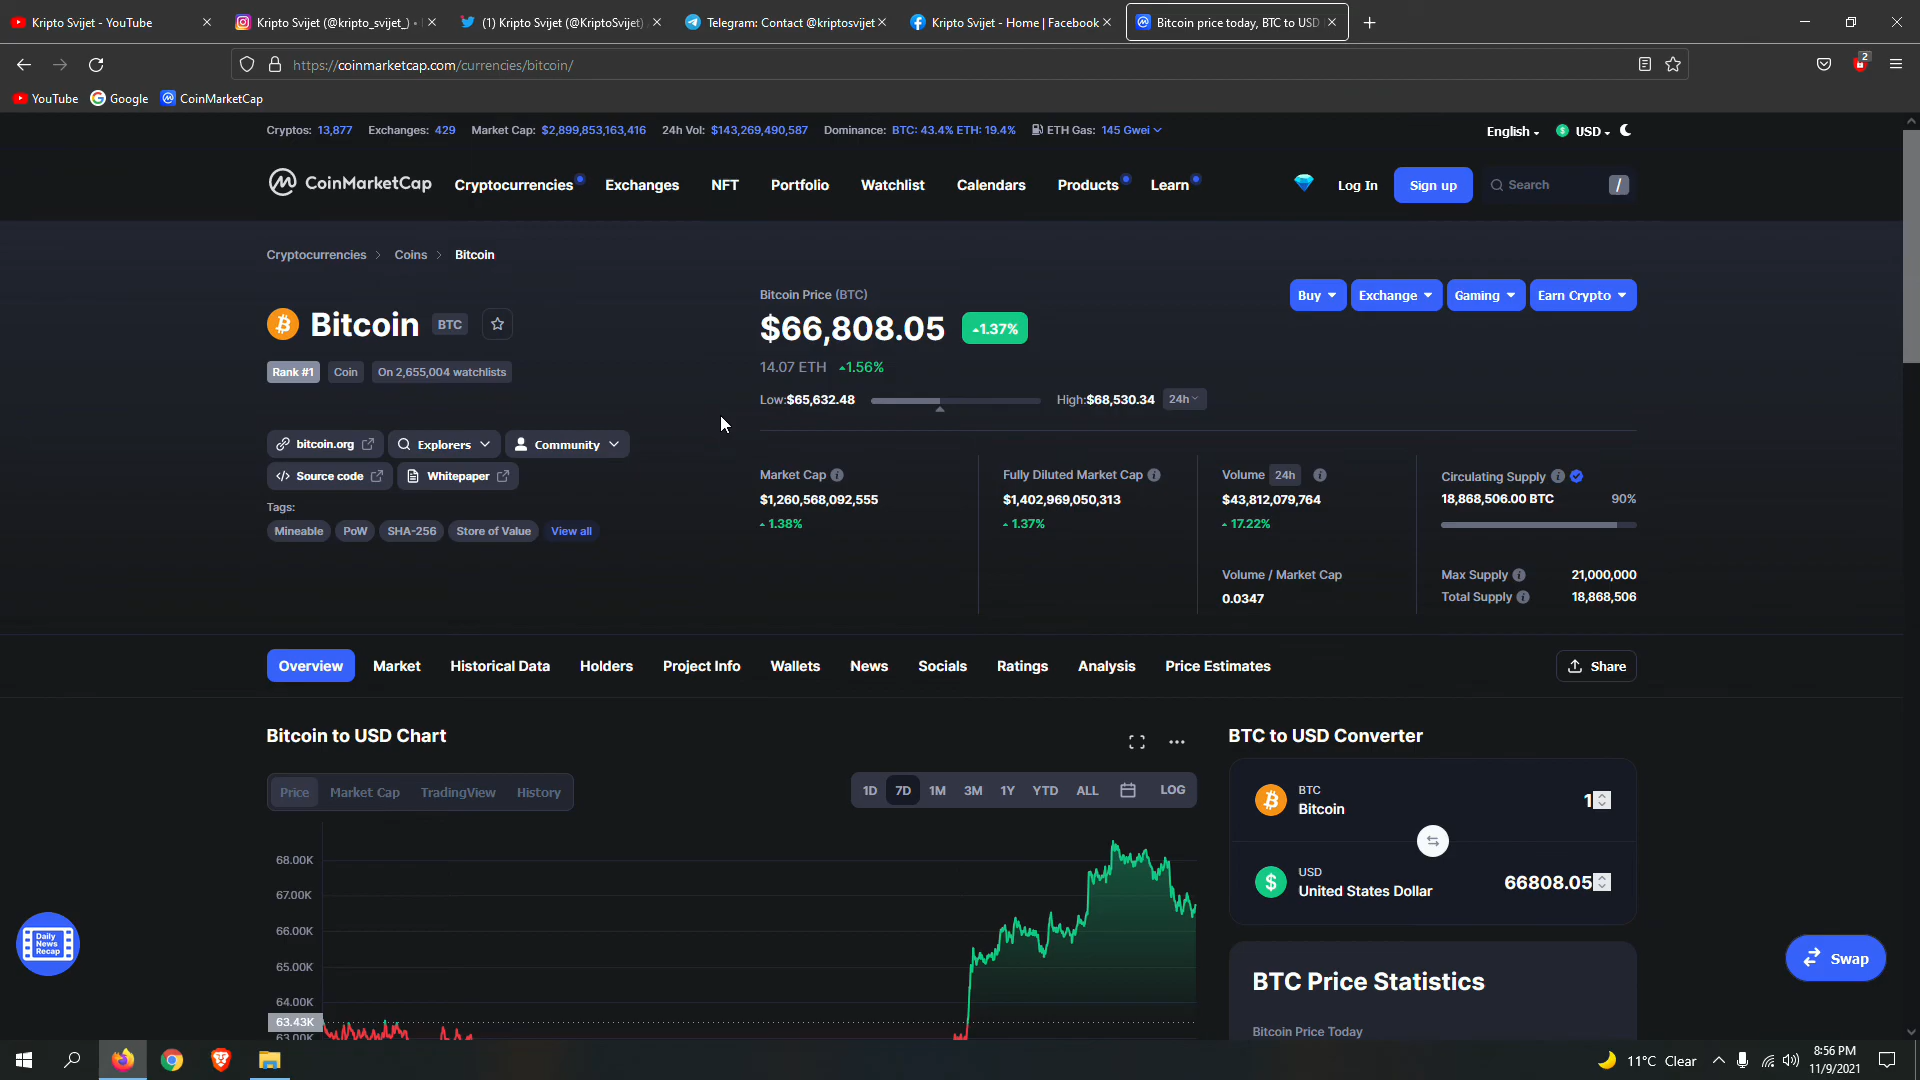 Kripto Svijet - YouTube
Instagram Kripto Svijet (@kripto_svijet_) •
(1) Kripto Svijet (@KriptoSvijet)
Telegram: Contact @kriptosvijet
Kripto Svijet - Home | Facebook
Bitcoin price today, BTC to USD
https://coinmarketcap.com/currencies/bitcoin/
2
YouTube Google CoinMarketCap
Cryptos: 13,877 Exchanges: 429 Market Cap: $2,899,853,163,416 24h Vol: $143,269,490,587 Dominance: BTC: 43.4% ETH: 19.4% ETH Gas: 145 Gwei
English USD
CoinMarketCap Cryptocurrencies Exchanges NFT Portfolio Watchlist Calendars Products Learn Log In Sign up Search /
Cryptocurrencies Coins Bitcoin
Bitcoin BTC
Rank #1 Coin On 2,655,004 watchlists
bitcoin.org Explorers Community
Source code Whitepaper
Tags:
Mineable PoW SHA-256 Store of Value View all
Bitcoin Price (BTC)
$66,808.05 1.37%
14.07 ETH 1.56%
Low:$65,632.48 High:$68,530.34 24h
Buy Exchange Gaming Earn Crypto
Market Cap
$1,260,568,092,555
1.38%
Fully Diluted Market Cap
$1,402,969,050,313
1.37%
Volume 24h
$43,812,079,764
17.22%
Volume / Market Cap
0.0347
Circulating Supply
18,868,506.00 BTC 90%
Max Supply 21,000,000
Total Supply 18,868,506
Overview Market Historical Data Holders Project Info Wallets News Socials Ratings Analysis Price Estimates Share
Bitcoin to USD Chart
Price Market Cap TradingView History
1D 7D 1M 3M 1Y YTD ALL LOG
68.00K
67.00K
66.00K
65.00K
64.00K
63.43K
63.00K
BTC to USD Converter
BTC
Bitcoin 1
USD
United States Dollar 66808.05
BTC Price Statistics
Bitcoin Price Today
Daily
News
Recap
Swap
11°C Clear
8:56 PM
11/9/2021